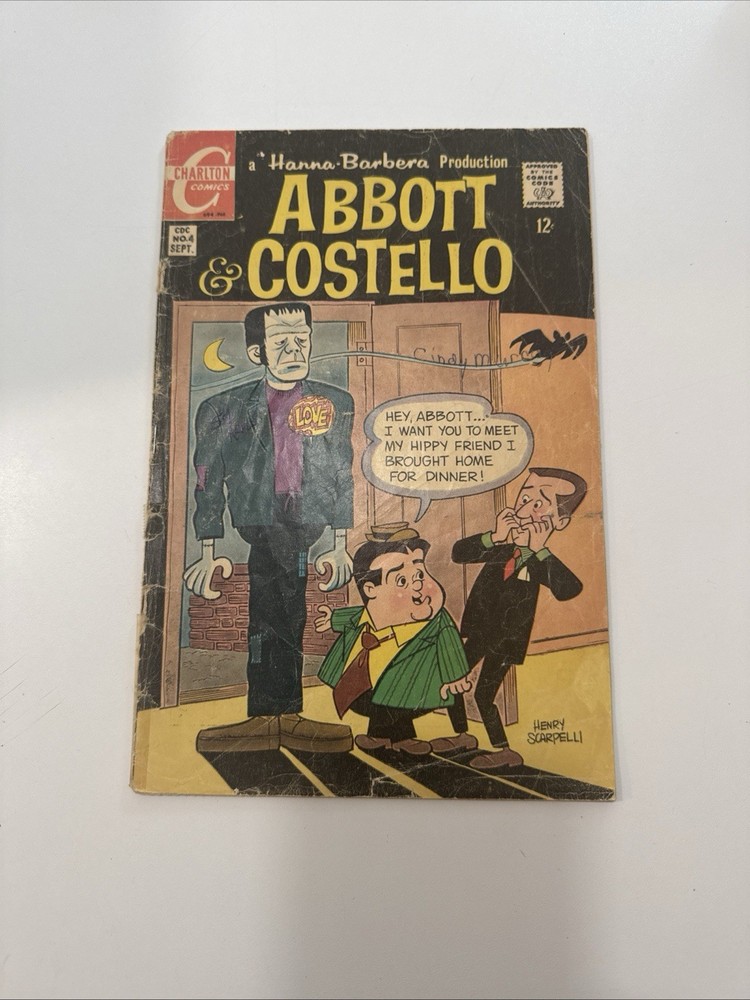 CHARLTON
COMICS
a Hanna-Barbera Production
APPROVED
BY THE
COMICS
CODE
AUTHORITY
CDC
NO.4
SEPT.
12¢
ABBOTT
& COSTELLO
Cindy
LOVE
HEY, ABBOTT...
I WANT YOU TO MEET
MY HIPPY FRIEND I
BROUGHT HOME
FOR DINNER!
HENRY
SCARPELLI